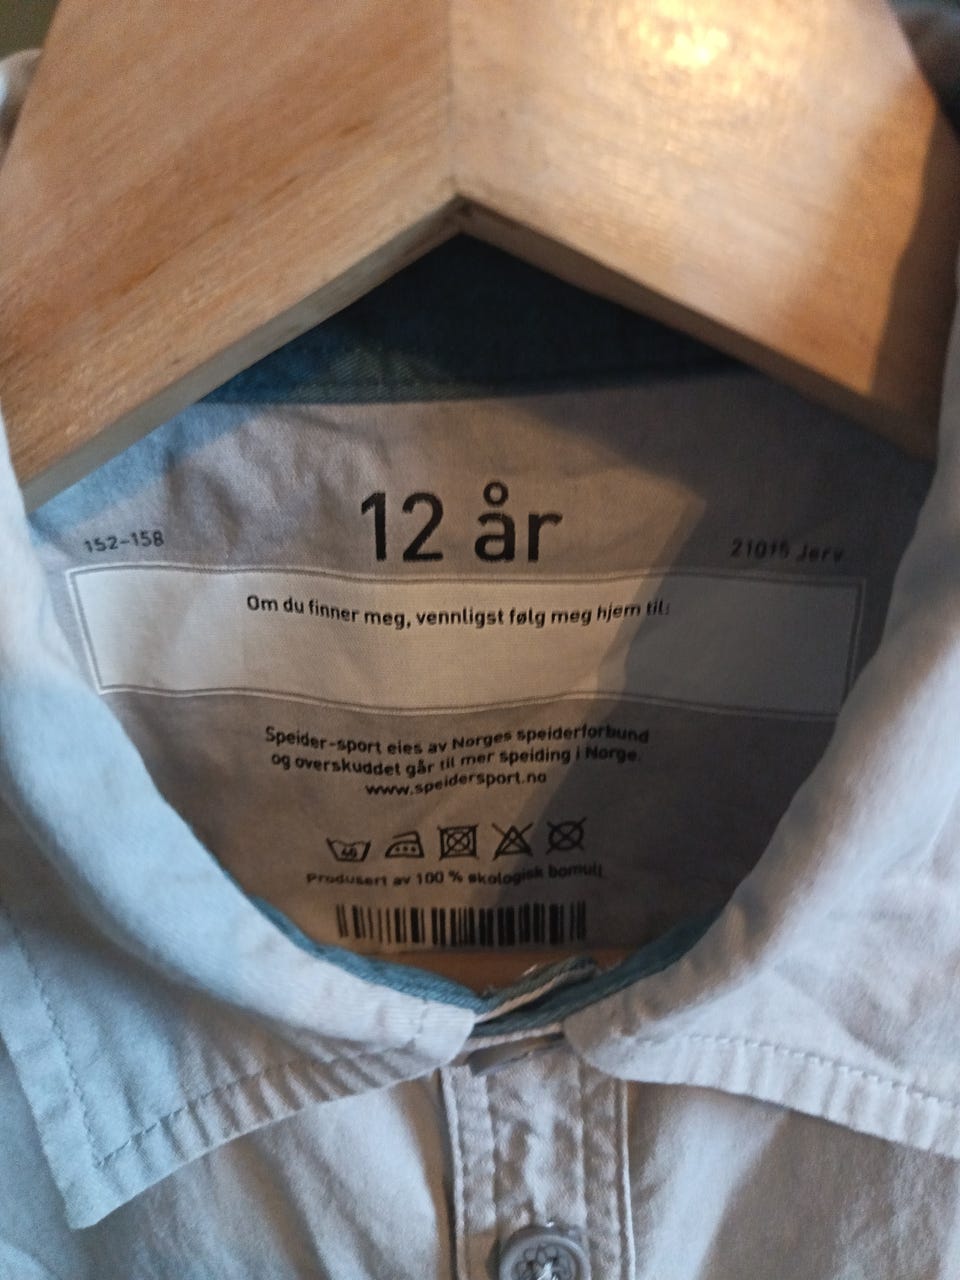 12 år
152-158
21015 Jerv
Om du finner meg, vennligst følg meg hjem til:
Speider-sport eies av Norges speiderforbund
og overskuddet går til mer speiding i Norge.
www.speidersport.no
40
Produsert av 100 % økologisk bomull